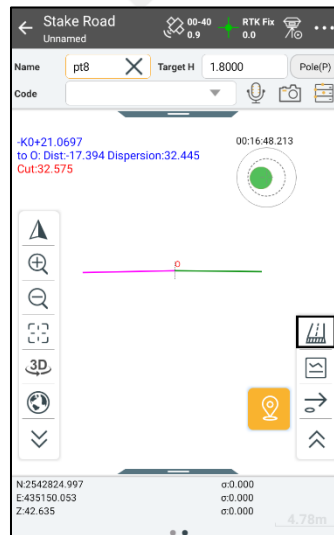 Stake Road
Unnamed
00-40
0.9
RTK Fix
0.0
Name pt8 Target H 1.8000 Pole(P)
Code
-K0+21.0697
to O: Dist:-17.394 Dispersion:32.445
Cut:32.575
00:16:48.213
O
3D
N:2542824.997 σ:0.000
E:435150.053 σ:0.000
Z:42.635 σ:0.000
4.78m